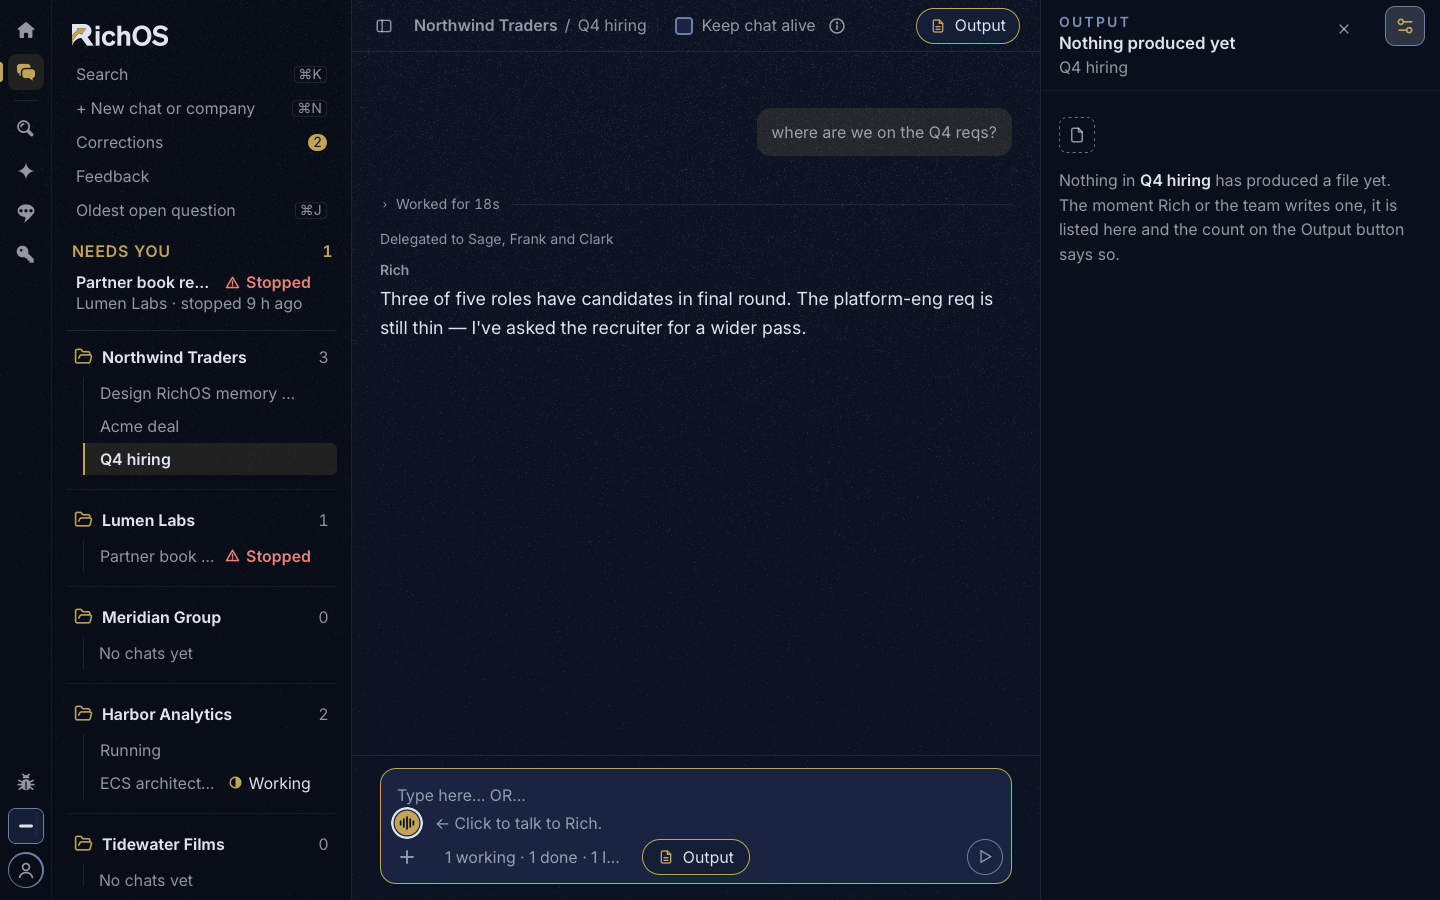 RichOS
Search ⌘K
+ New chat or company ⌘N
Corrections 2
Feedback
Oldest open question ⌘J
NEEDS YOU 1
Partner book re... Stopped
Lumen Labs · stopped 9 h ago
Northwind Traders 3
Design RichOS memory ...
Acme deal
Q4 hiring
Lumen Labs 1
Partner book ... Stopped
Meridian Group 0
No chats yet
Harbor Analytics 2
Running
ECS architect... Working
Tidewater Films 0
No chats yet
Northwind Traders / Q4 hiring Keep chat alive Output
where are we on the Q4 reqs?
› Worked for 18s
Delegated to Sage, Frank and Clark
Rich
Three of five roles have candidates in final round. The platform-eng req is
still thin — I've asked the recruiter for a wider pass.
Type here... OR...
← Click to talk to Rich.
1 working · 1 done · 1 l... Output
OUTPUT
Nothing produced yet
Q4 hiring
Nothing in Q4 hiring has produced a file yet.
The moment Rich or the team writes one, it is
listed here and the count on the Output button
says so.